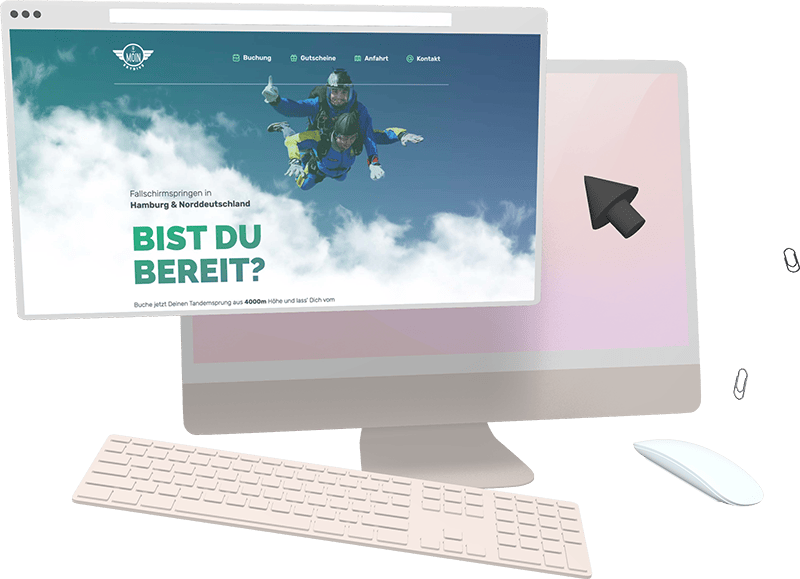 MOIN
Buchung Gutscheine Anfahrt Kontakt
Fallschirmspringen in
Hamburg & Norddeutschland
BIST DU
BEREIT?
Buche jetzt Deinen Tandemsprung aus 4000m Höhe und lass' Dich vom